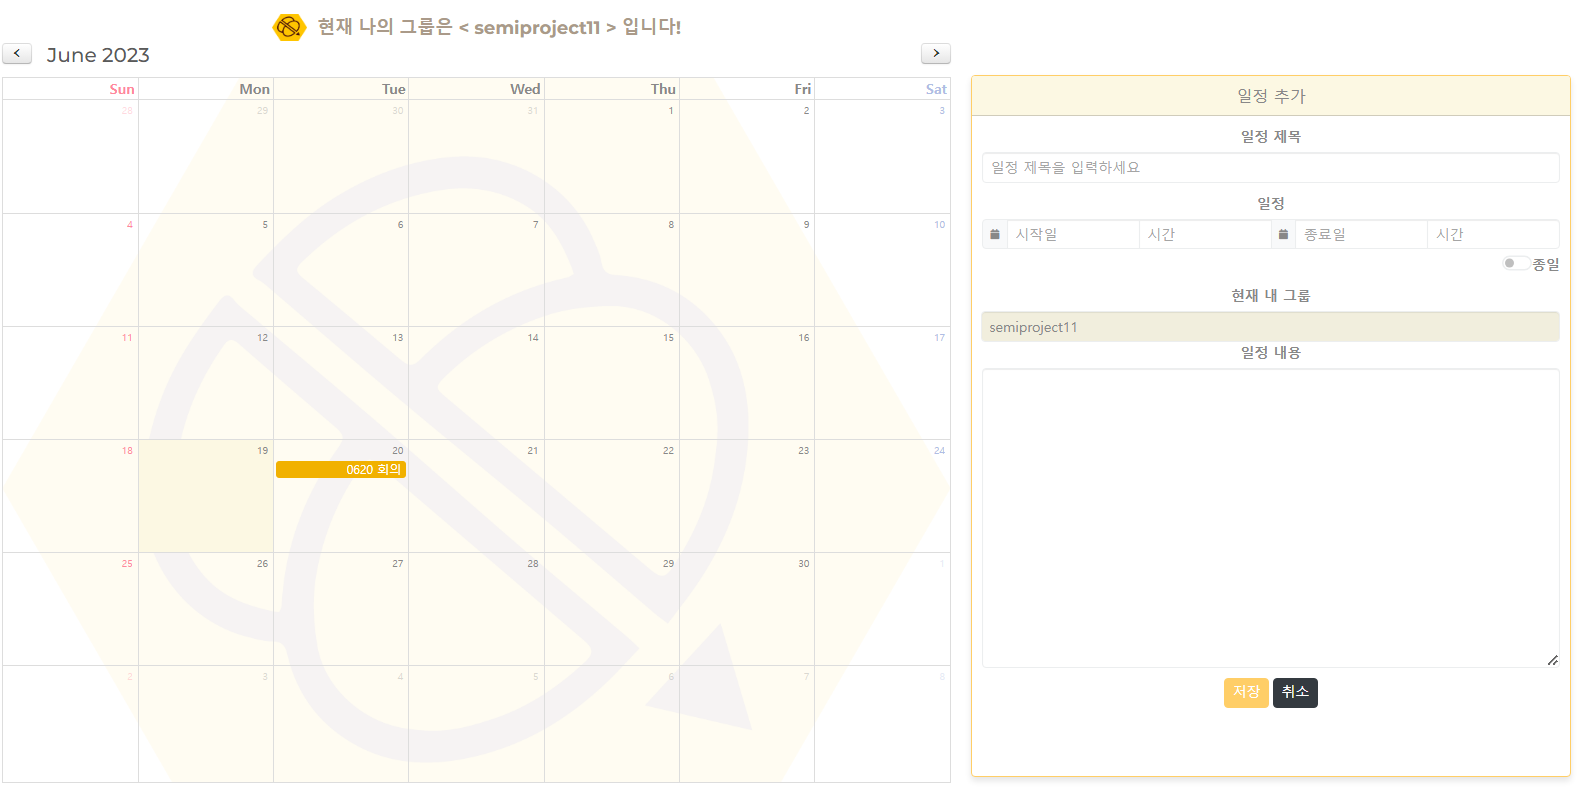 현재 나의 그룹은 < semiproject11 > 입니다!
June 2023
Sun Mon Tue Wed Thu Fri Sat
28 29 30 31 1 2 3
4 5 6 7 8 9 10
11 12 13 14 15 16 17
18 19 20 21 22 23 24
0620 회의
25 26 27 28 29 30 1
2 3 4 5 6 7 8
일정 추가
일정 제목
일정 제목을 입력하세요
일정
시작일 시간 종료일 시간
종일
현재 내 그룹
semiproject11
일정 내용
저장 취소